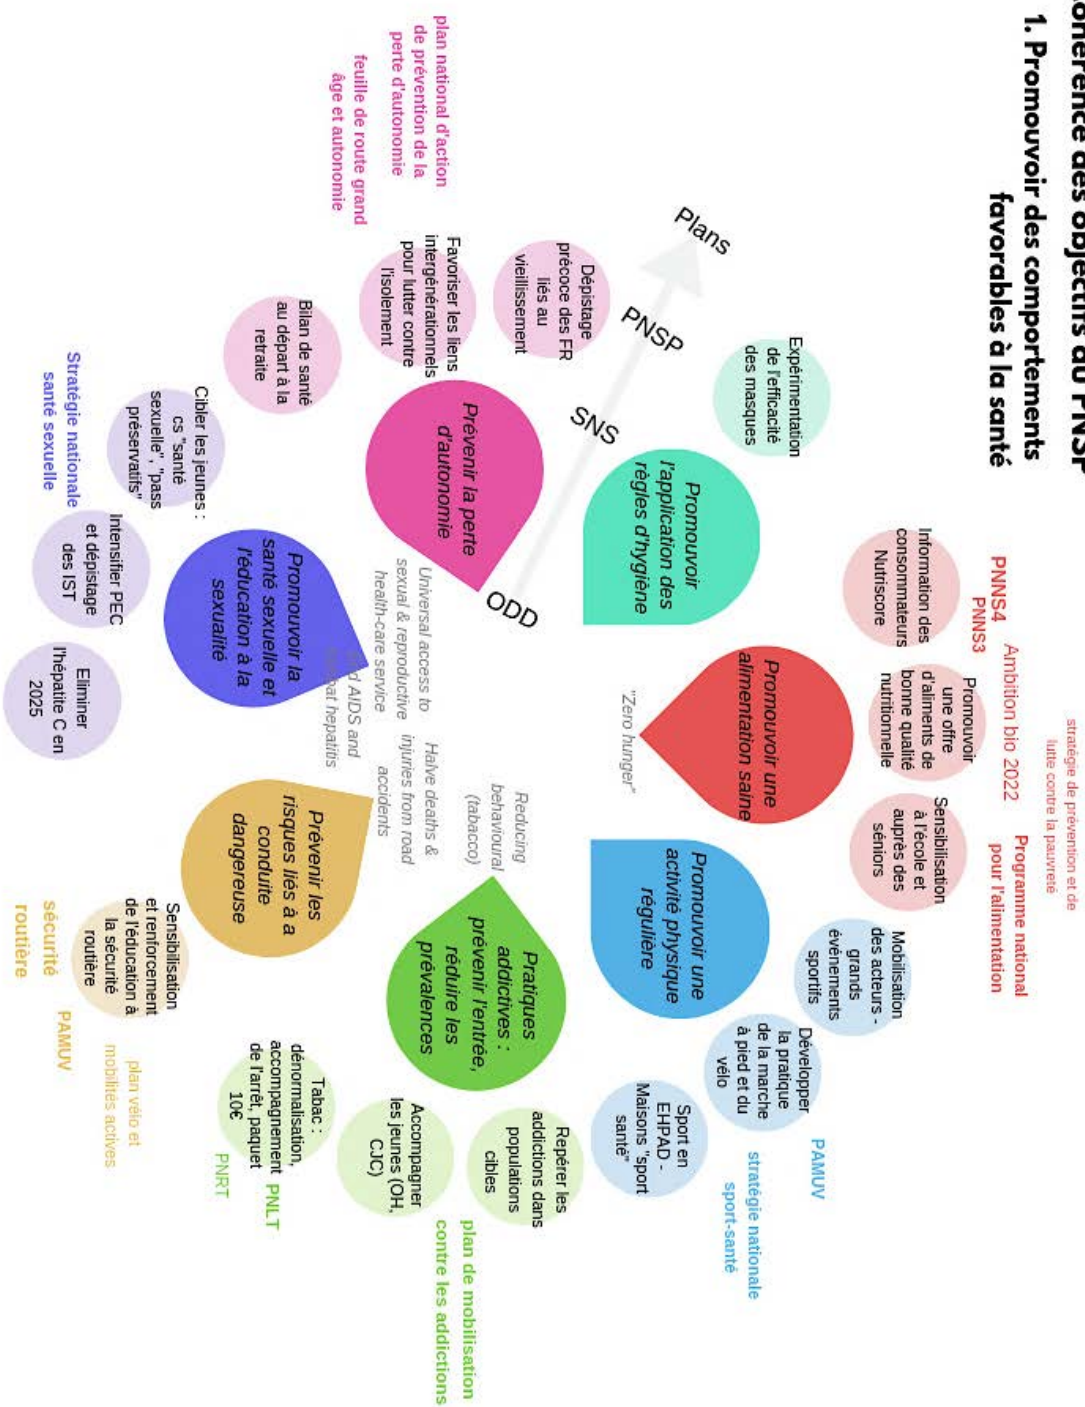 des objectifs du PNSP
1. Promouvoir des comportements
favorables à la santé
stratégie de prévention et de
lutte contre la pauvreté
PNNS4
PNNS3
Ambition bio 2022
Programme national
pour l'alimentation
Information des
consommateurs
Nutriscore
Promouvoir
une offre
d'aliments de
bonne qualité
nutritionnelle
Sensibilisation
à l'école et
auprès des
séniors
Promouvoir une
alimentation saine
"Zero hunger"
Mobilisation
des acteurs -
grands
évènements
sportifs
Développer
la pratique
de la marche
à pied et du
vélo
Sport en
EHPAD -
Maisons "sport
santé"
PAMUV
stratégie nationale
sport-santé
Promouvoir une
activité physique
régulière
Expérimentation
de l'efficacité
des masques
Promouvoir
l'application des
règles d'hygiène
Plans
PNSP
SNS
ODD
Dépistage
précoce des FR
liés au
vieillissement
Favoriser les liens
intergénérationnels
pour lutter contre
l'isolement
Bilan de santé
au départ à la
retraite
plan national d'action
de prévention de la
perte d'autonomie
feuille de route grand
âge et autonomie
Prévenir la perte
d'autonomie
Reducing
behavioural
(tabacco)
Pratiques
addictives :
prévenir l'entrée,
réduire les
prévalences
Repérer les
addictions dans
populations
cibles
Accompagner
les jeunes (OH,
CJC)
Tabac :
dénormalisation,
accompagnement
de l'arrêt, paquet
10€
plan de mobilisation
contre les addictions
PNLT
PNRT
Universal access to
sexual & reproductive
health-care service
AIDS and
hepatitis
Promouvoir la
santé sexuelle et
l'éducation à la
sexualité
Cibler les jeunes :
cs "santé
sexuelle", "pass
préservatifs"
Intensifier PEC
et dépistage
des IST
Eliminer
l'hépatite C en
2025
Stratégie nationale
santé sexuelle
Halve deaths &
injuries from road
accidents
Prévenir les
risques liés à a
conduite
dangereuse
Sensibilisation
et renforcement
de l'éducation à
la sécurité
routière
sécurité
routière
PAMUV
plan vélo et
mobilités actives